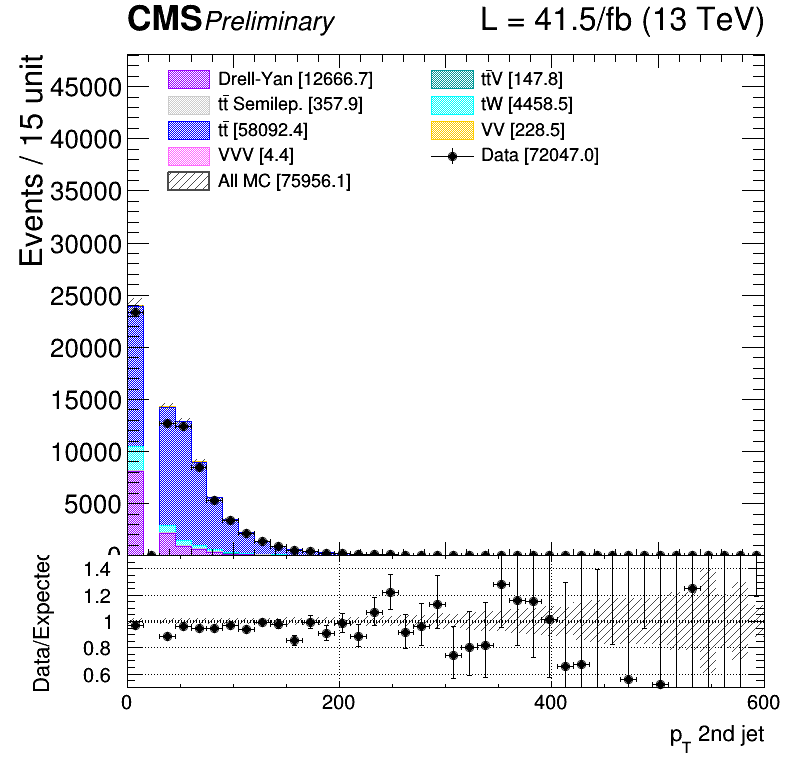 CMS Preliminary L = 41.5/fb (13 TeV)
Events / 15 unit
45000
40000
35000
30000
25000
20000
15000
10000
5000
0
Drell-Yan [12666.7]
tt̄ Semilep. [357.9]
tt̄ [58092.4]
VVV [4.4]
All MC [75956.1]
tt̄V [147.8]
tW [4458.5]
VV [228.5]
Data [72047.0]
Data/Expected
1.4
1.2
1
0.8
0.6
0 200 400 600
p_T 2nd jet